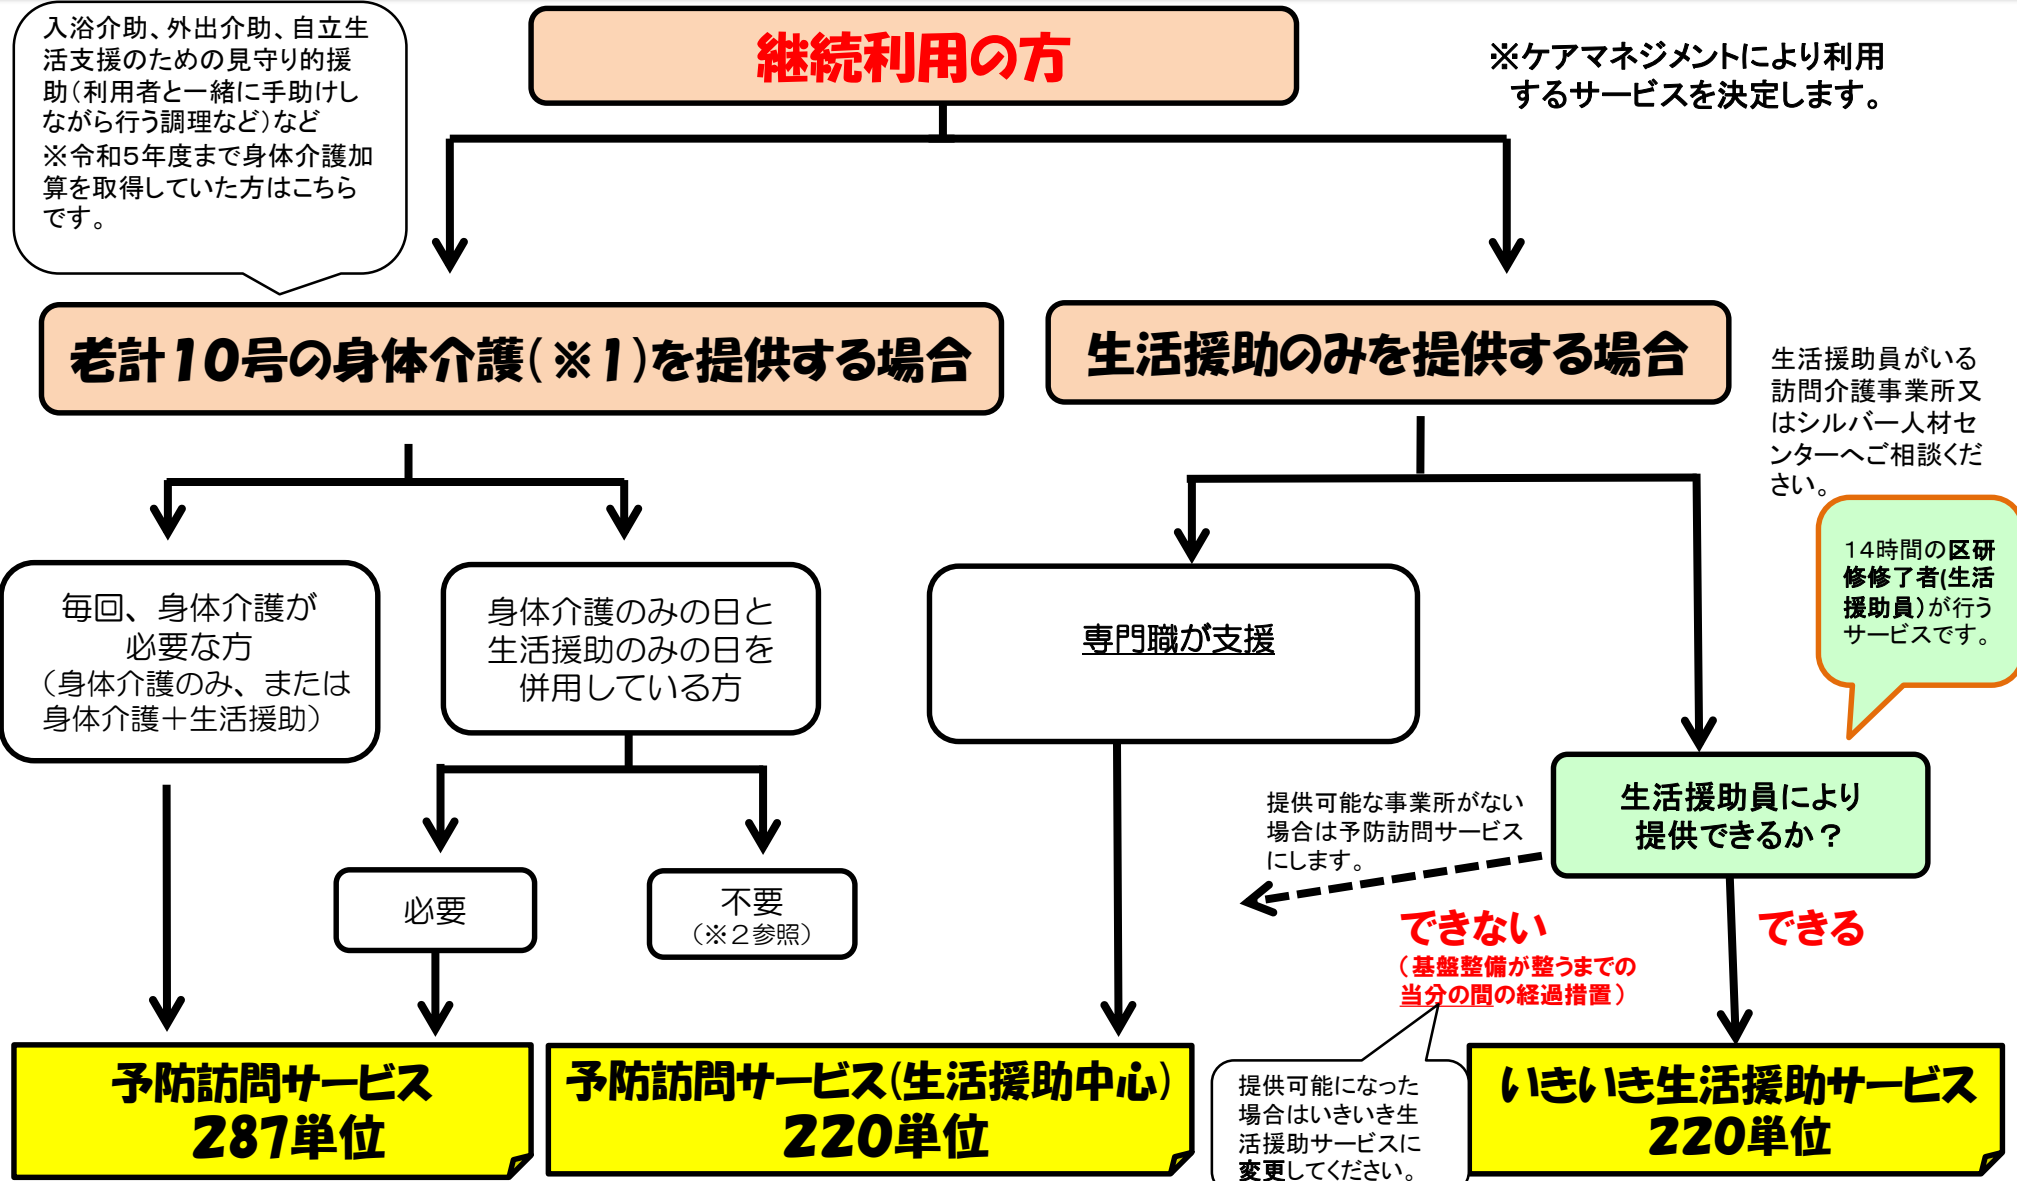 入浴介助、外出介助、自立生
活支援のための見守り的援
助（利用者と一緒に手助けし
ながら行う調理など）など
※令和5年度まで身体介護加
算を取得していた方はこちら
です。
継続利用の方
※ケアマネジメントにより利用
するサービスを決定します。
老計10号の身体介護(※1)を提供する場合
生活援助のみを提供する場合
生活援助員がいる
訪問介護事業所又
はシルバー人材セ
ンターへご相談くだ
さい。
14時間の区研
修修了者(生活
援助員)が行う
サービスです。
毎回、身体介護が
必要な方
（身体介護のみ、または
身体介護＋生活援助）
身体介護のみの日と
生活援助のみの日を
併用している方
専門職が支援
生活援助員により
提供できるか？
提供可能な事業所がない
場合は予防訪問サービス
にします。
必要
不要
（※２参照）
できない
（基盤整備が整うまでの
当分の間の経過措置）
できる
予防訪問サービス
287単位
予防訪問サービス(生活援助中心)
220単位
提供可能になった
場合はいきいき生
活援助サービスに
変更してください。
いきいき生活援助サービス
220単位